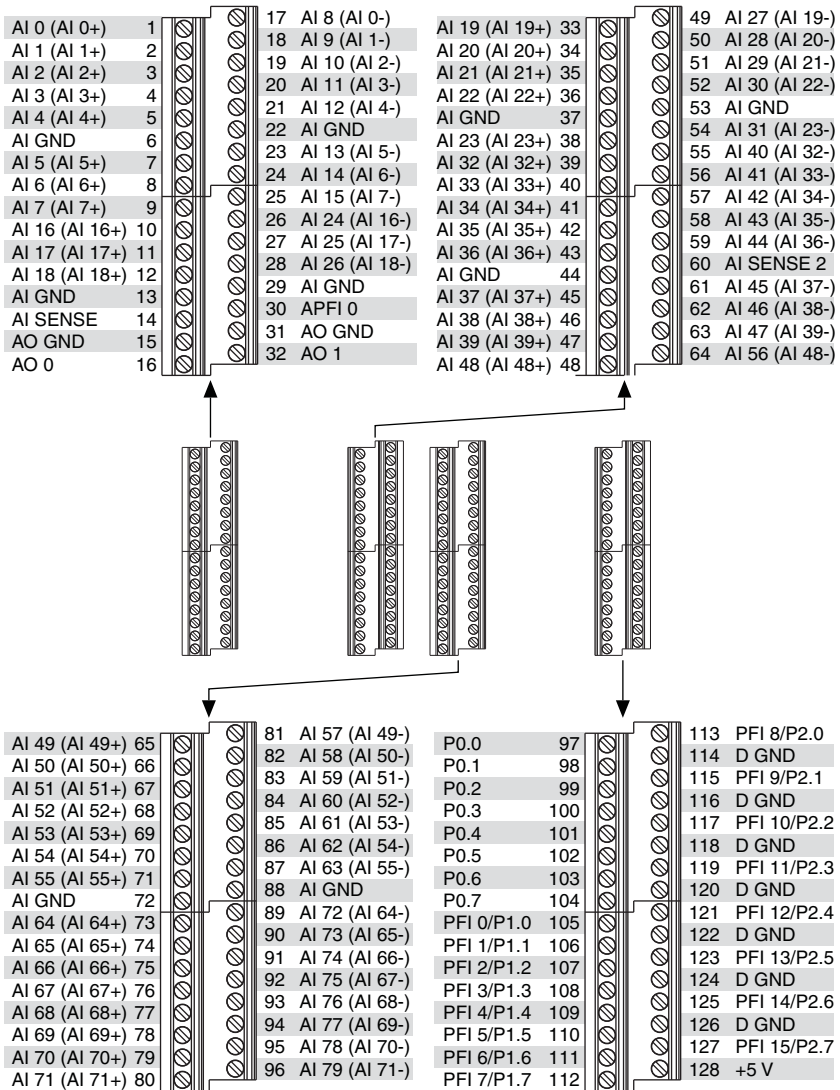 AI 0 (AI 0+) 1
AI 1 (AI 1+) 2
AI 2 (AI 2+) 3
AI 3 (AI 3+) 4
AI 4 (AI 4+) 5
AI GND 6
AI 5 (AI 5+) 7
AI 6 (AI 6+) 8
AI 7 (AI 7+) 9
AI 16 (AI 16+) 10
AI 17 (AI 17+) 11
AI 18 (AI 18+) 12
AI GND 13
AI SENSE 14
AO GND 15
AO 0 16
17 AI 8 (AI 0-)
18 AI 9 (AI 1-)
19 AI 10 (AI 2-)
20 AI 11 (AI 3-)
21 AI 12 (AI 4-)
22 AI GND
23 AI 13 (AI 5-)
24 AI 14 (AI 6-)
25 AI 15 (AI 7-)
26 AI 24 (AI 16-)
27 AI 25 (AI 17-)
28 AI 26 (AI 18-)
29 AI GND
30 APFI 0
31 AO GND
32 AO 1
AI 19 (AI 19+) 33
AI 20 (AI 20+) 34
AI 21 (AI 21+) 35
AI 22 (AI 22+) 36
AI GND 37
AI 23 (AI 23+) 38
AI 32 (AI 32+) 39
AI 33 (AI 33+) 40
AI 34 (AI 34+) 41
AI 35 (AI 35+) 42
AI 36 (AI 36+) 43
AI GND 44
AI 37 (AI 37+) 45
AI 38 (AI 38+) 46
AI 39 (AI 39+) 47
AI 48 (AI 48+) 48
49 AI 27 (AI 19-)
50 AI 28 (AI 20-)
51 AI 29 (AI 21-)
52 AI 30 (AI 22-)
53 AI GND
54 AI 31 (AI 23-)
55 AI 40 (AI 32-)
56 AI 41 (AI 33-)
57 AI 42 (AI 34-)
58 AI 43 (AI 35-)
59 AI 44 (AI 36-)
60 AI SENSE 2
61 AI 45 (AI 37-)
62 AI 46 (AI 38-)
63 AI 47 (AI 39-)
64 AI 56 (AI 48-)
AI 49 (AI 49+) 65
AI 50 (AI 50+) 66
AI 51 (AI 51+) 67
AI 52 (AI 52+) 68
AI 53 (AI 53+) 69
AI 54 (AI 54+) 70
AI 55 (AI 55+) 71
AI GND 72
AI 64 (AI 64+) 73
AI 65 (AI 65+) 74
AI 66 (AI 66+) 75
AI 67 (AI 67+) 76
AI 68 (AI 68+) 77
AI 69 (AI 69+) 78
AI 70 (AI 70+) 79
AI 71 (AI 71+) 80
81 AI 57 (AI 49-)
82 AI 58 (AI 50-)
83 AI 59 (AI 51-)
84 AI 60 (AI 52-)
85 AI 61 (AI 53-)
86 AI 62 (AI 54-)
87 AI 63 (AI 55-)
88 AI GND
89 AI 72 (AI 64-)
90 AI 73 (AI 65-)
91 AI 74 (AI 66-)
92 AI 75 (AI 67-)
93 AI 76 (AI 68-)
94 AI 77 (AI 69-)
95 AI 78 (AI 70-)
96 AI 79 (AI 71-)
P0.0 97
P0.1 98
P0.2 99
P0.3 100
P0.4 101
P0.5 102
P0.6 103
P0.7 104
PFI 0/P1.0 105
PFI 1/P1.1 106
PFI 2/P1.2 107
PFI 3/P1.3 108
PFI 4/P1.4 109
PFI 5/P1.5 110
PFI 6/P1.6 111
PFI 7/P1.7 112
113 PFI 8/P2.0
114 D GND
115 PFI 9/P2.1
116 D GND
117 PFI 10/P2.2
118 D GND
119 PFI 11/P2.3
120 D GND
121 PFI 12/P2.4
122 D GND
123 PFI 13/P2.5
124 D GND
125 PFI 14/P2.6
126 D GND
127 PFI 15/P2.7
128 +5 V